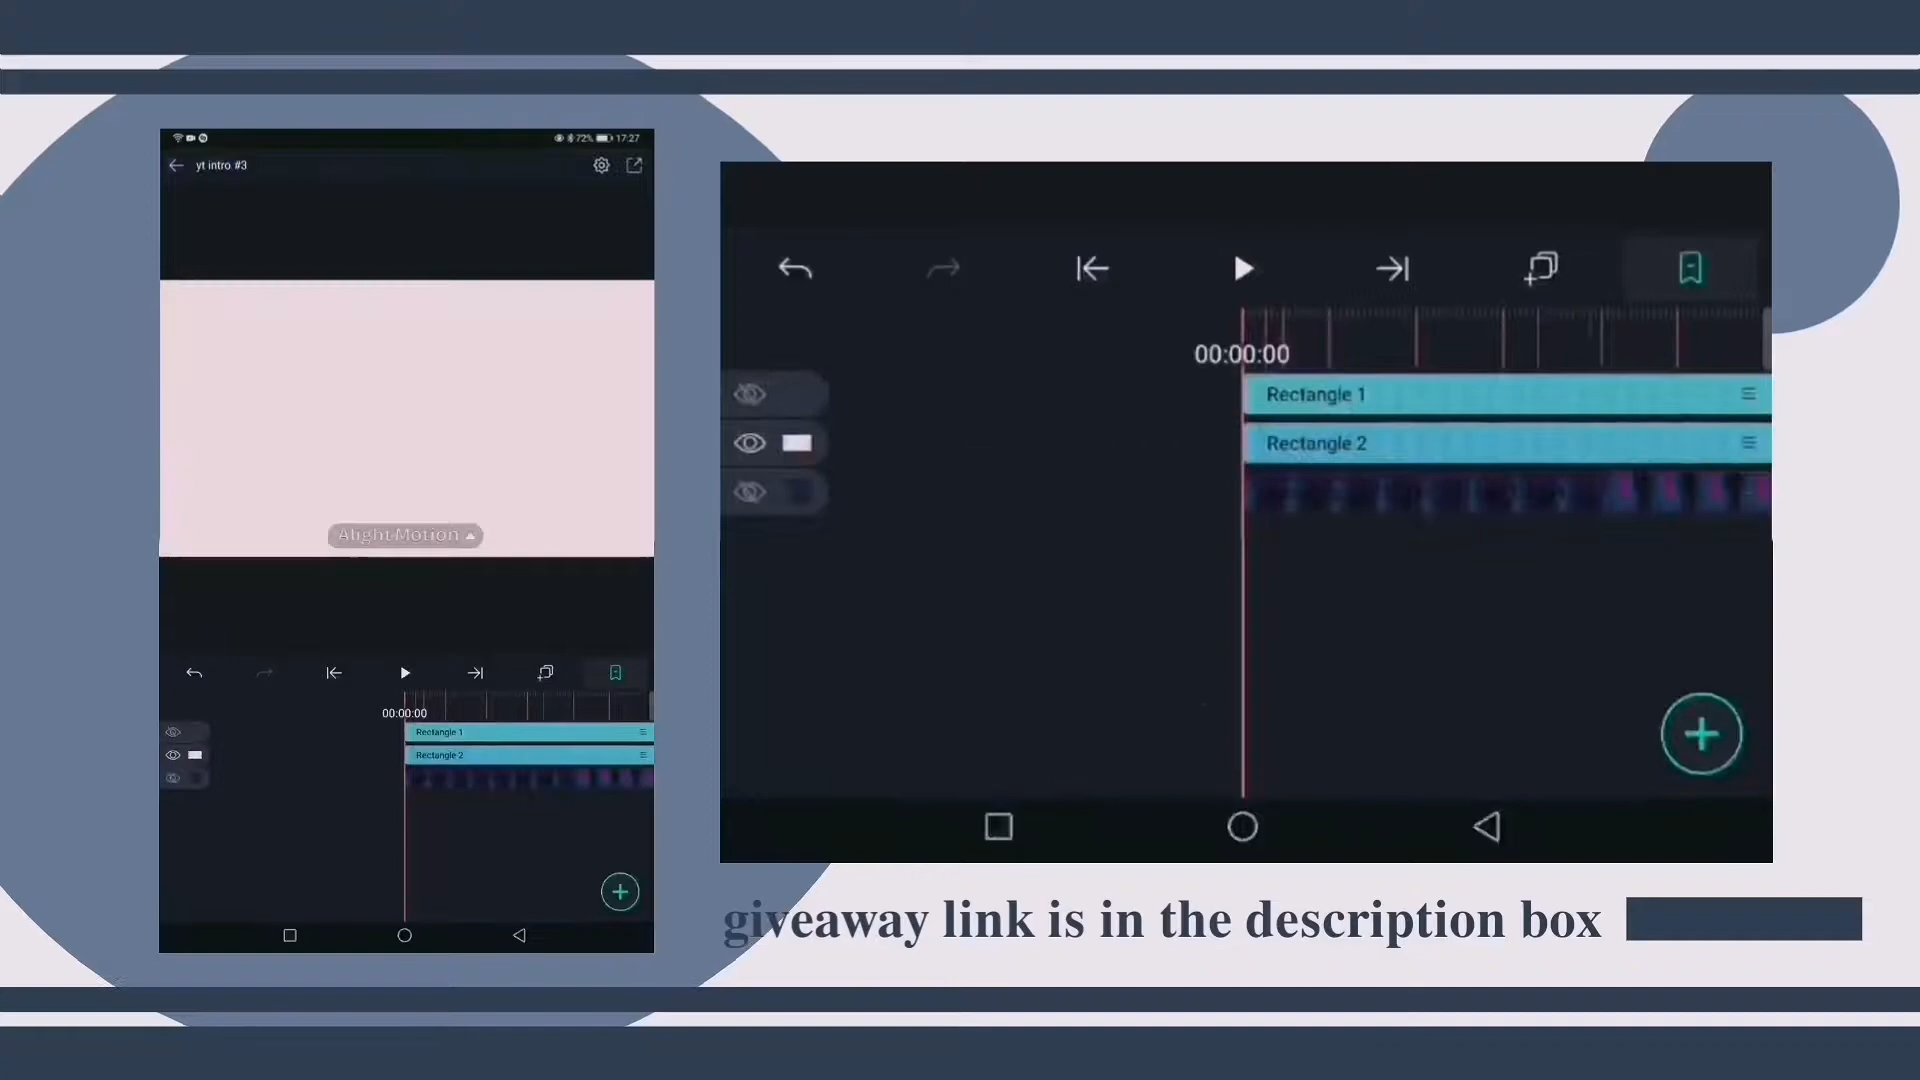 72% 17:27
yt intro #3
Alight Motion
00:00:00
Rectangle 1
Rectangle 2
00:00:00
Rectangle 1
Rectangle 2
giveaway link is in the description box